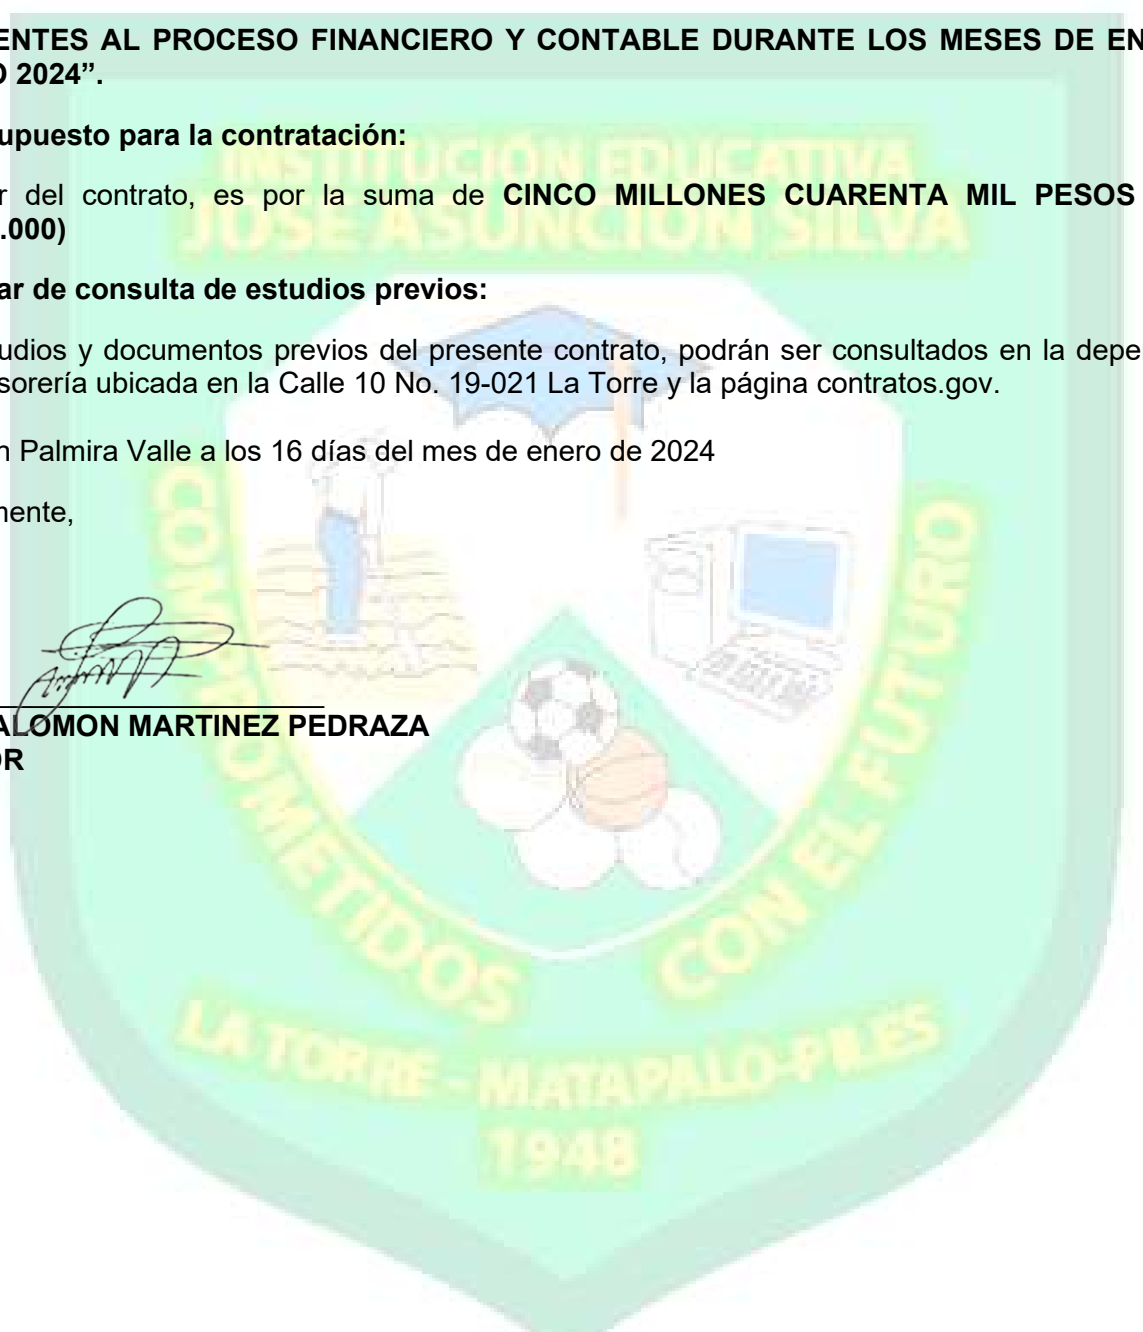 ENTES AL PROCESO FINANCIERO Y CONTABLE DURANTE LOS MESES DE EN
O 2024”.
upuesto para la contratación:
r del contrato, es por la suma de CINCO MILLONES CUARENTA MIL PESOS
.000)
ar de consulta de estudios previos:
udios y documentos previos del presente contrato, podrán ser consultados en la depe
sorería ubicada en la Calle 10 No. 19-021 La Torre y la página contratos.gov.
n Palmira Valle a los 16 días del mes de enero de 2024
mente,
ALOMON MARTINEZ PEDRAZA
OR
INSTITUCIÓN EDUCATIVA
JOSE ASUNCION SILVA
COMPROMETIDOS CON EL FUTURO
LA TORRE - MATAPALO-PILES
1948